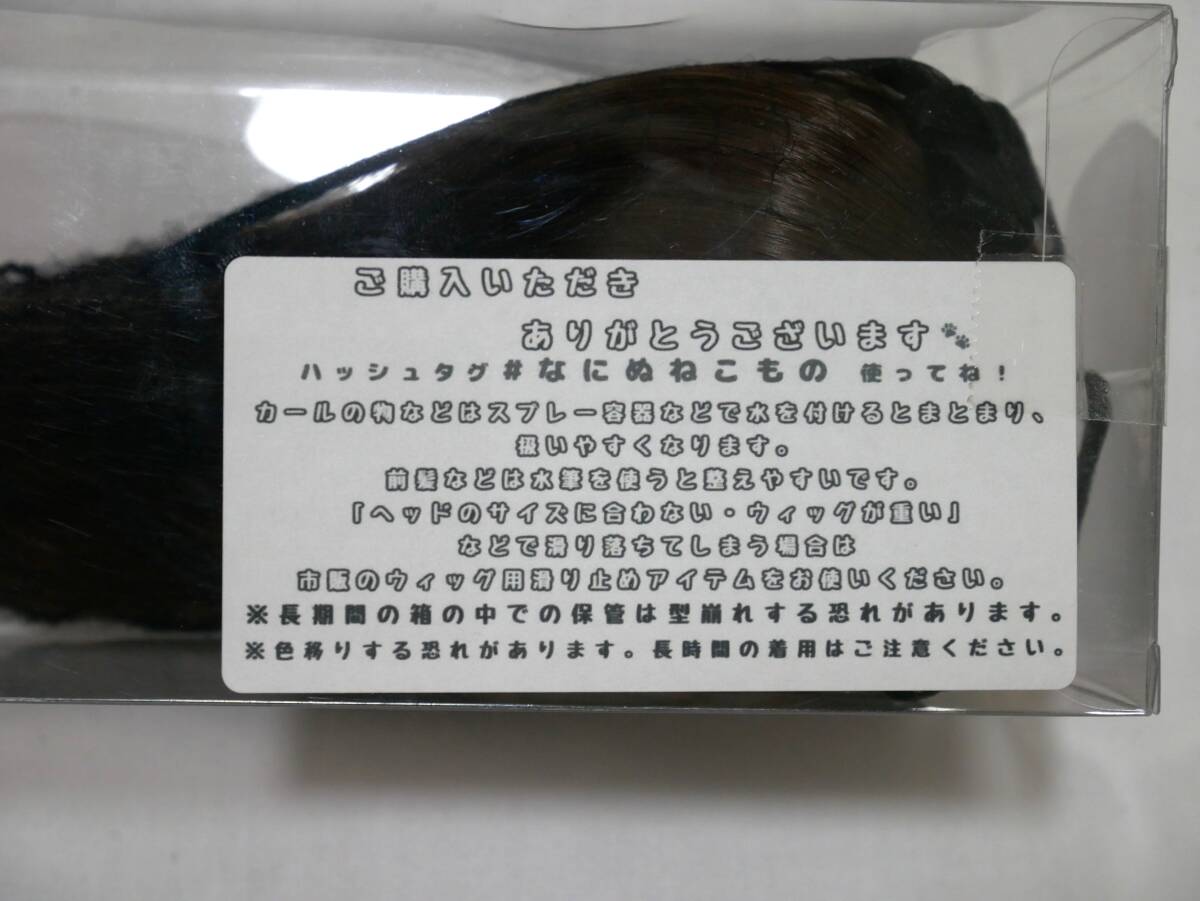 ご購入いただき
ありがとうございます🐾
ハッシュタグ#なにぬねこもの 使ってね！
カールの物などはスプレー容器などで水を付けるとまとまり、
扱いやすくなります。
前髪などは水筆を使うと整えやすいです。
「ヘッドのサイズに合わない・ウィッグが重い」
などで滑り落ちてしまう場合は
市販のウィッグ用滑り止めアイテムをお使いください。
※長期間の箱の中での保管は型崩れする恐れがあります。
※色移りする恐れがあります。長時間の着用はご注意ください。